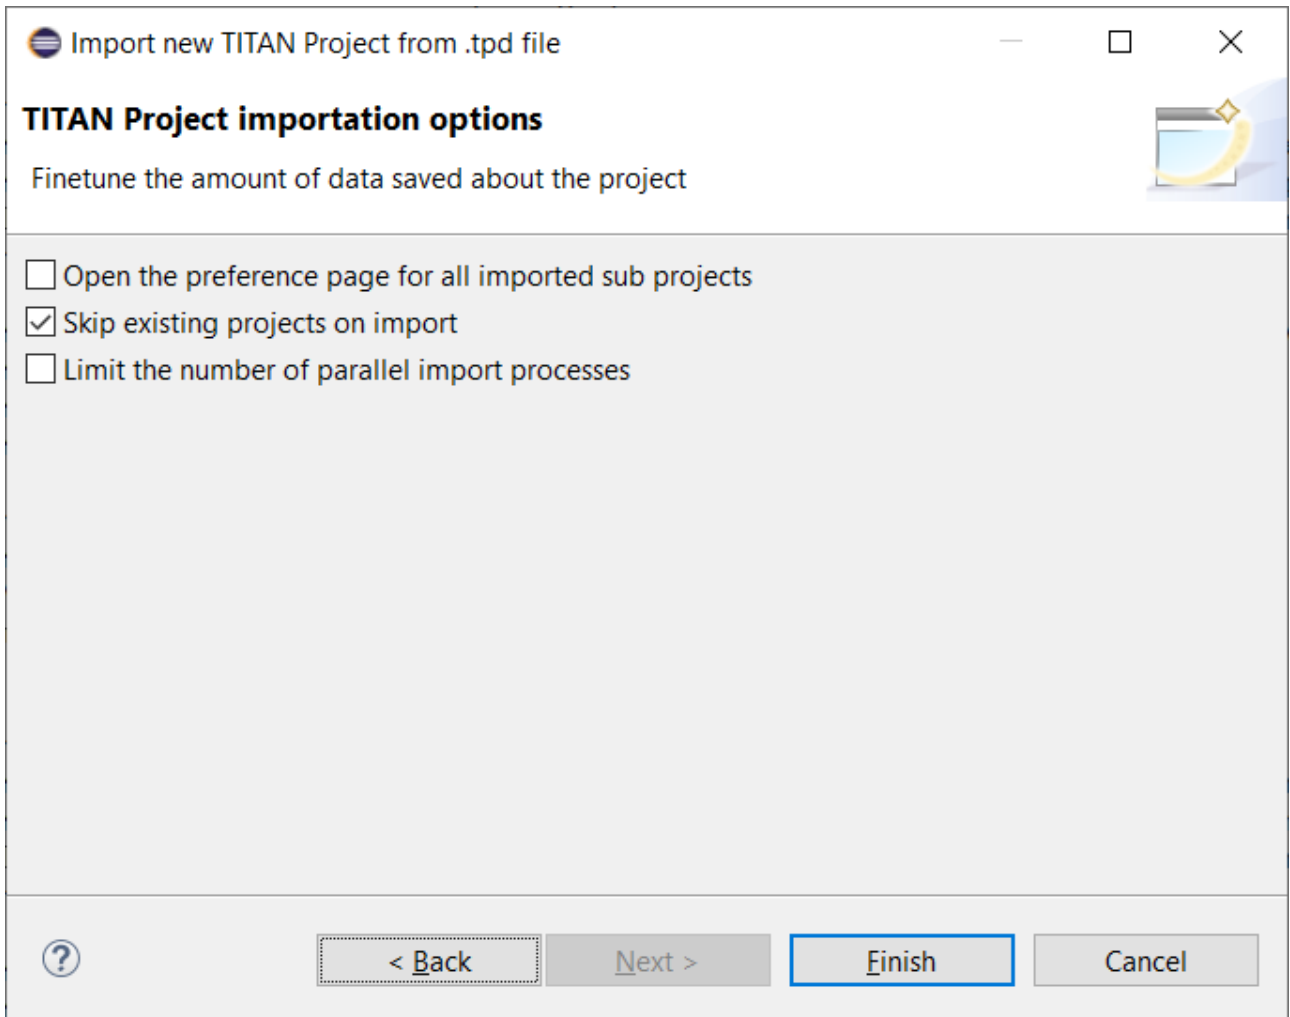 Import new TITAN Project from .tpd file
TITAN Project importation options
Finetune the amount of data saved about the project
Open the preference page for all imported sub projects
Skip existing projects on import
Limit the number of parallel import processes
? < Back Next > Finish Cancel